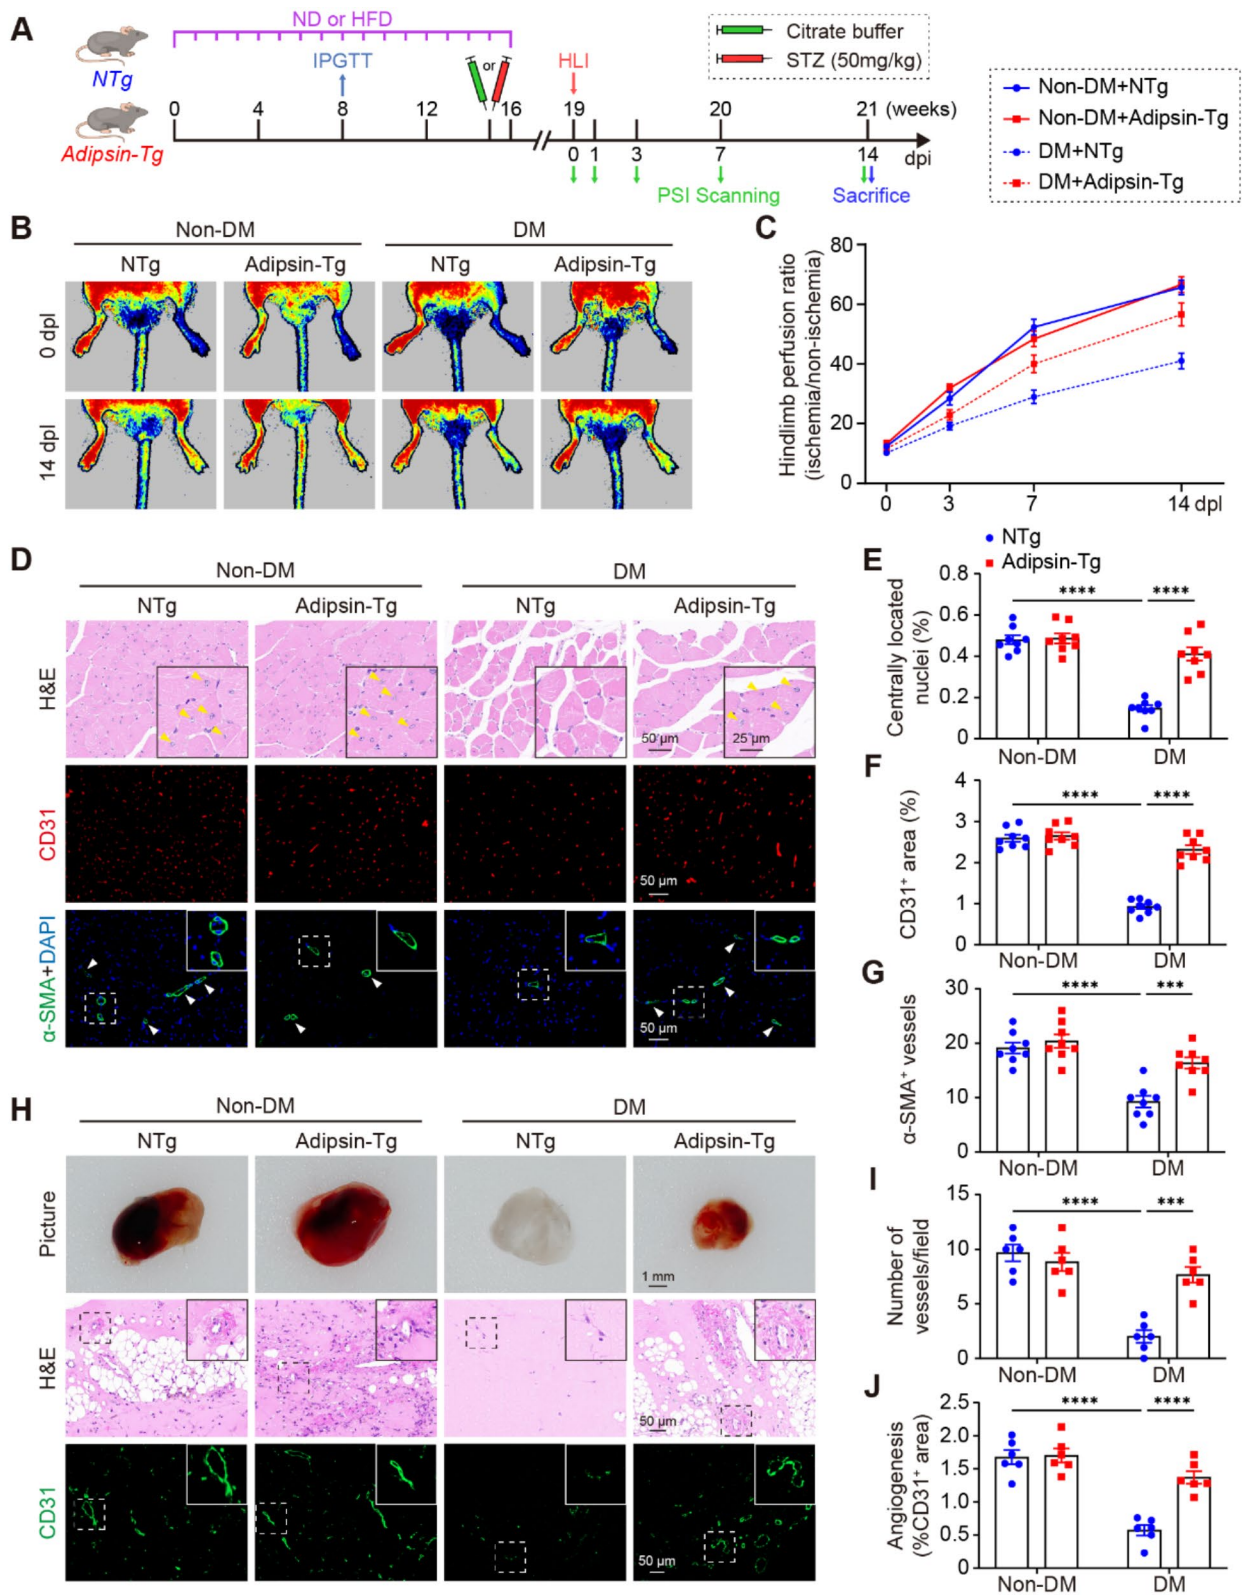 A
ND or HFD
NTg
Adipsin-Tg
IPGTT
or
HLI
Citrate buffer
STZ (50mg/kg)
0 4 8 12 16 19 20 21 (weeks)
0 1 3 7 14 dpi
PSI Scanning Sacrifice
Non-DM+NTg
Non-DM+Adipsin-Tg
DM+NTg
DM+Adipsin-Tg
B
Non-DM DM
NTg Adipsin-Tg NTg Adipsin-Tg
0 dpl
14 dpl
C
Hindlimb perfusion ratio
(ischemia/non-ischemia)
80
60
40
20
0
0 3 7 14 dpl
D
Non-DM DM
NTg Adipsin-Tg NTg Adipsin-Tg
H&E
50 μm 25 μm
CD31
50 μm
α-SMA+DAPI
50 μm
NTg
Adipsin-Tg
E
Centrally located
nuclei (%)
0.8
0.6
0.4
0.2
0
**** ****
Non-DM DM
F
CD31+ area (%)
4
3
2
1
0
**** ****
Non-DM DM
G
α-SMA+ vessels
30
20
10
0
**** ***
Non-DM DM
H
Non-DM DM
NTg Adipsin-Tg NTg Adipsin-Tg
Picture
1 mm
H&E
50 μm
CD31
50 μm
I
Number of
vessels/field
15
10
5
0
**** ***
Non-DM DM
J
Angiogenesis
(%CD31+ area)
2.5
2.0
1.5
1.0
0.5
0
**** ****
Non-DM DM